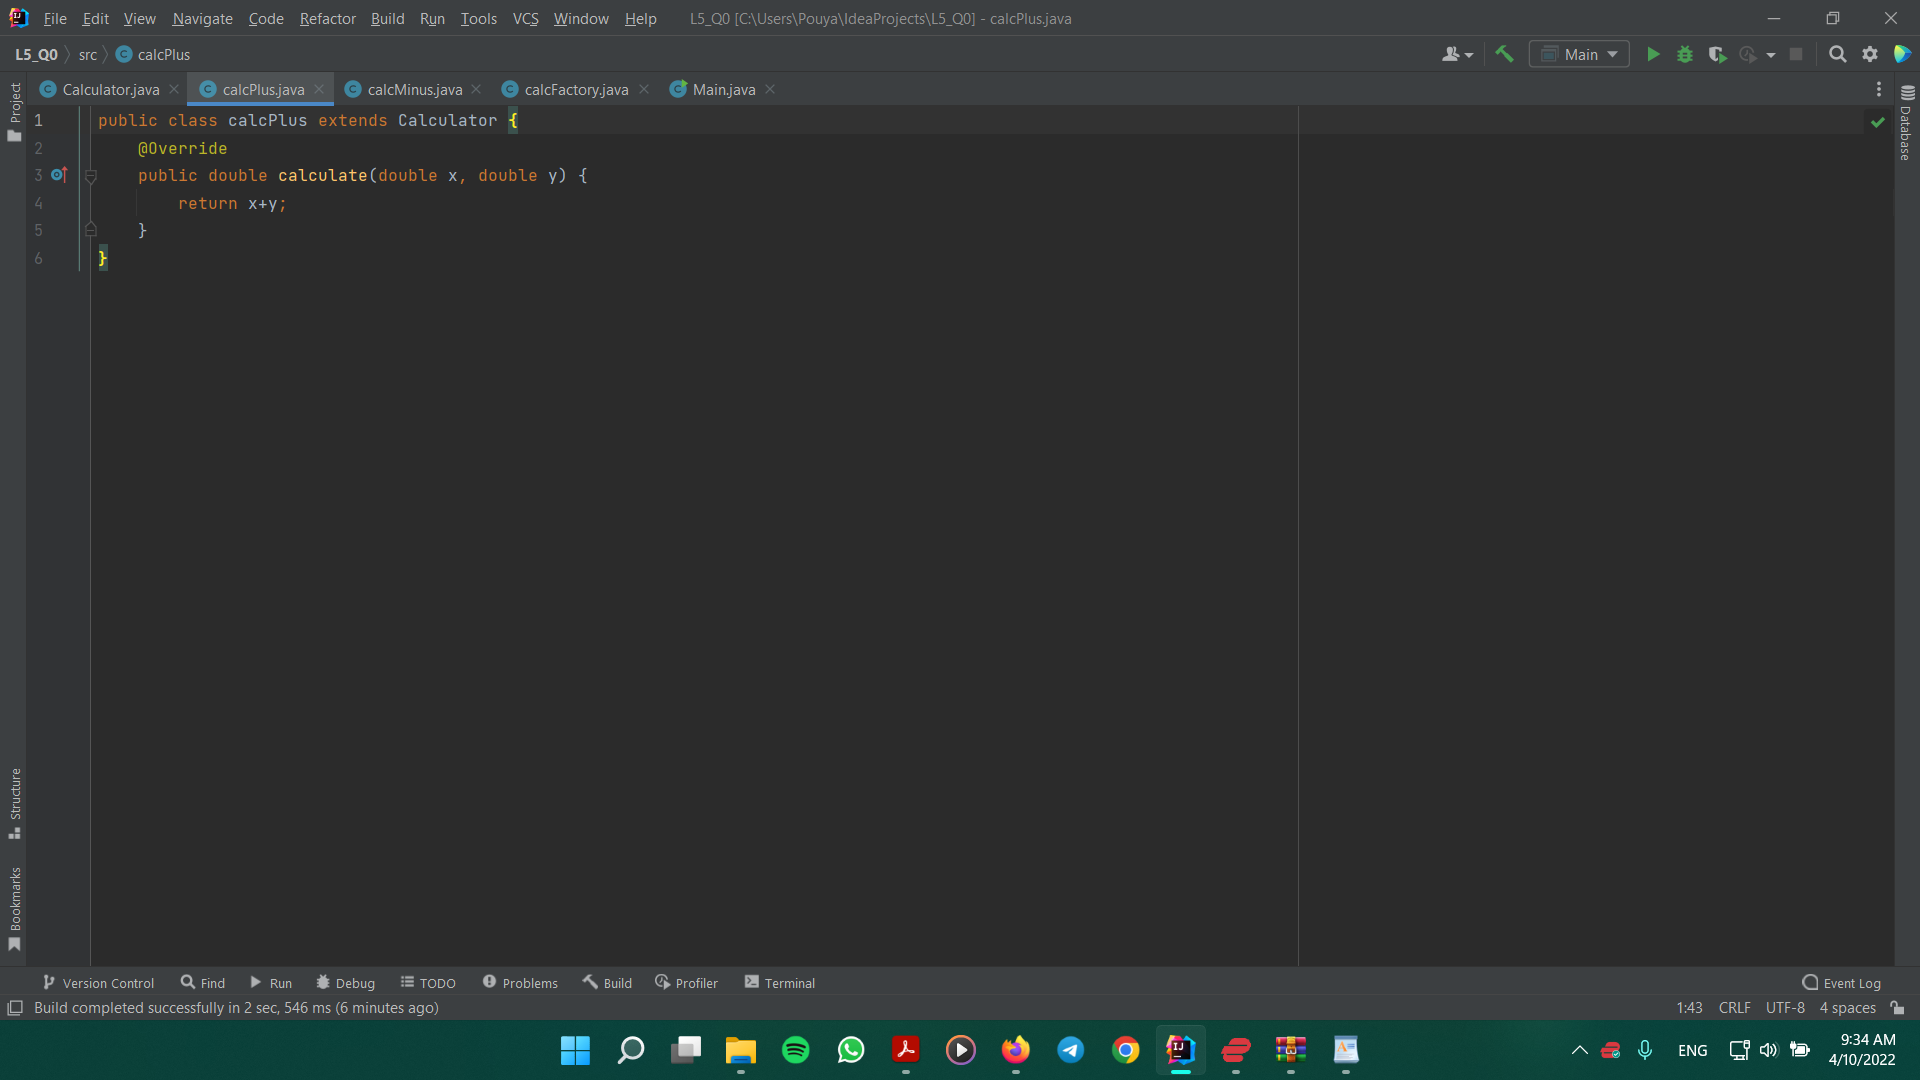 File Edit View Navigate Code Refactor Build Run Tools VCS Window Help L5_Q0 [C:\Users\Pouya\IdeaProjects\L5_Q0] - calcPlus.java
L5_Q0 src calcPlus
Main
Calculator.java calcPlus.java calcMinus.java calcFactory.java Main.java
Project
Database
1 public class calcPlus extends Calculator {
2 @Override
3 public double calculate(double x, double y) {
4 return x+y;
5 }
6 }
Structure
Bookmarks
Version Control Find Run Debug TODO Problems Build Profiler Terminal Event Log
Build completed successfully in 2 sec, 546 ms (6 minutes ago) 1:43 CRLF UTF-8 4 spaces
ENG
9:34 AM
4/10/2022